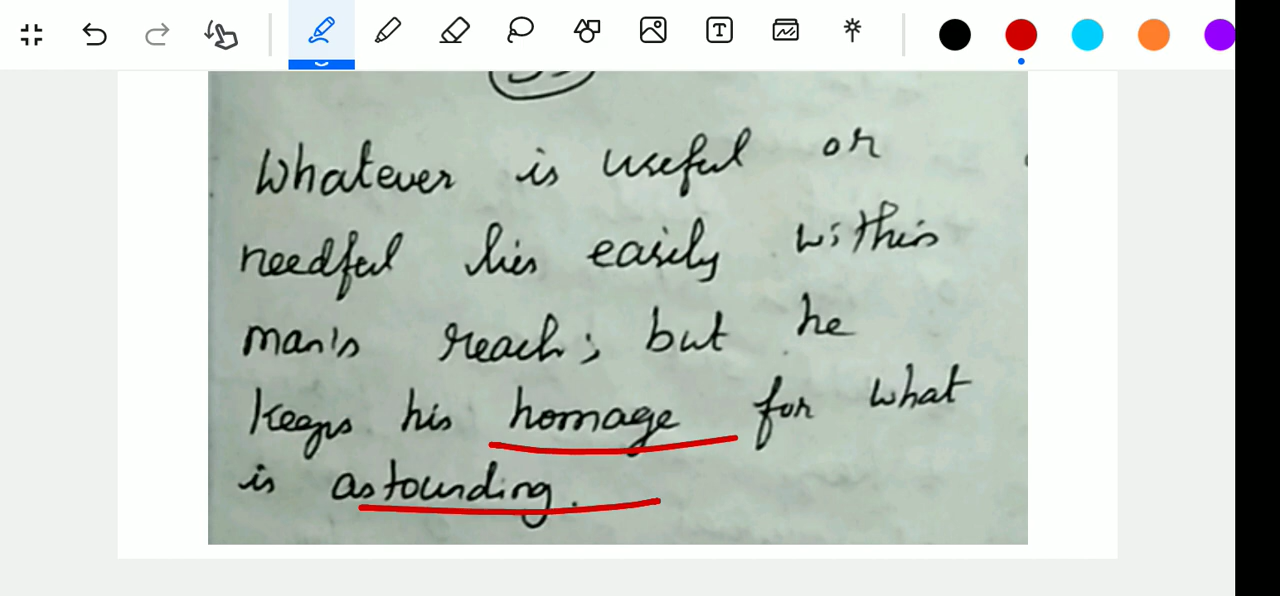 Whatever is useful or
needful lies easily within
man's reach; but he
keeps his homage for what
is astounding.